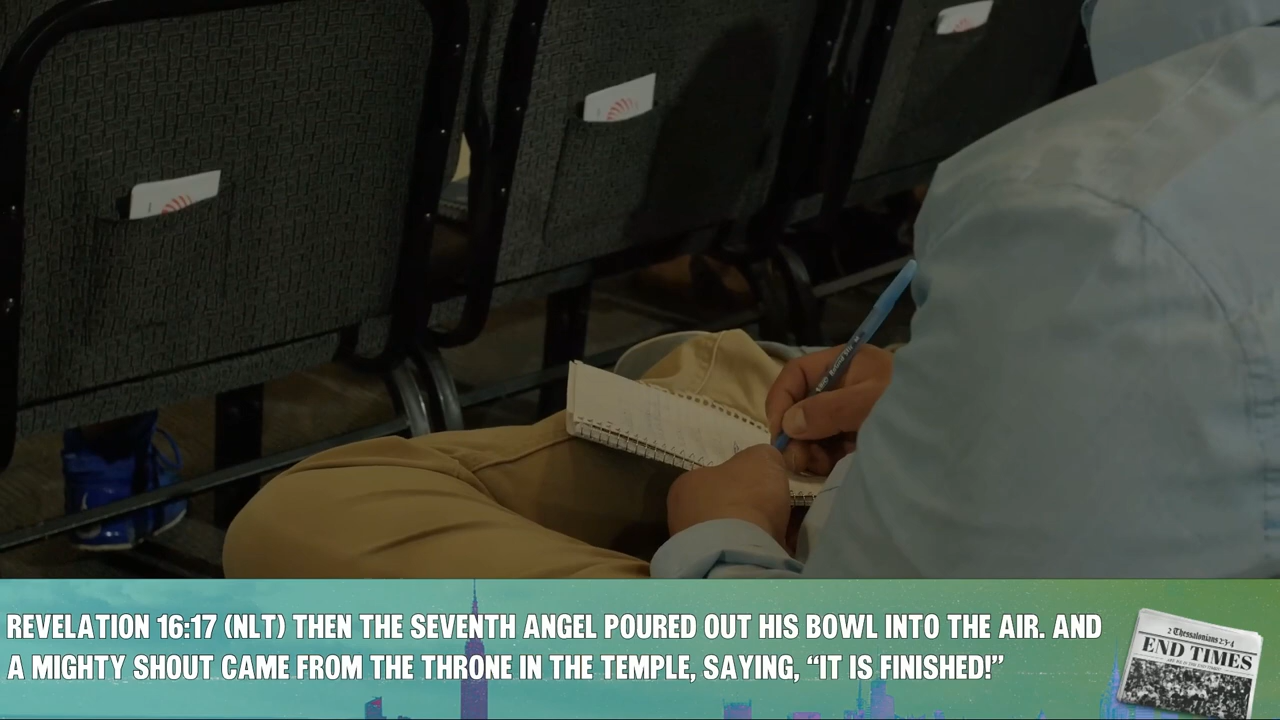 REVELATION 16:17 (NLT) THEN THE SEVENTH ANGEL POURED OUT HIS BOWL INTO THE AIR. AND
A MIGHTY SHOUT CAME FROM THE THRONE IN THE TEMPLE, SAYING, “IT IS FINISHED!”
2 Thessalonians 2:3-4
END TIMES